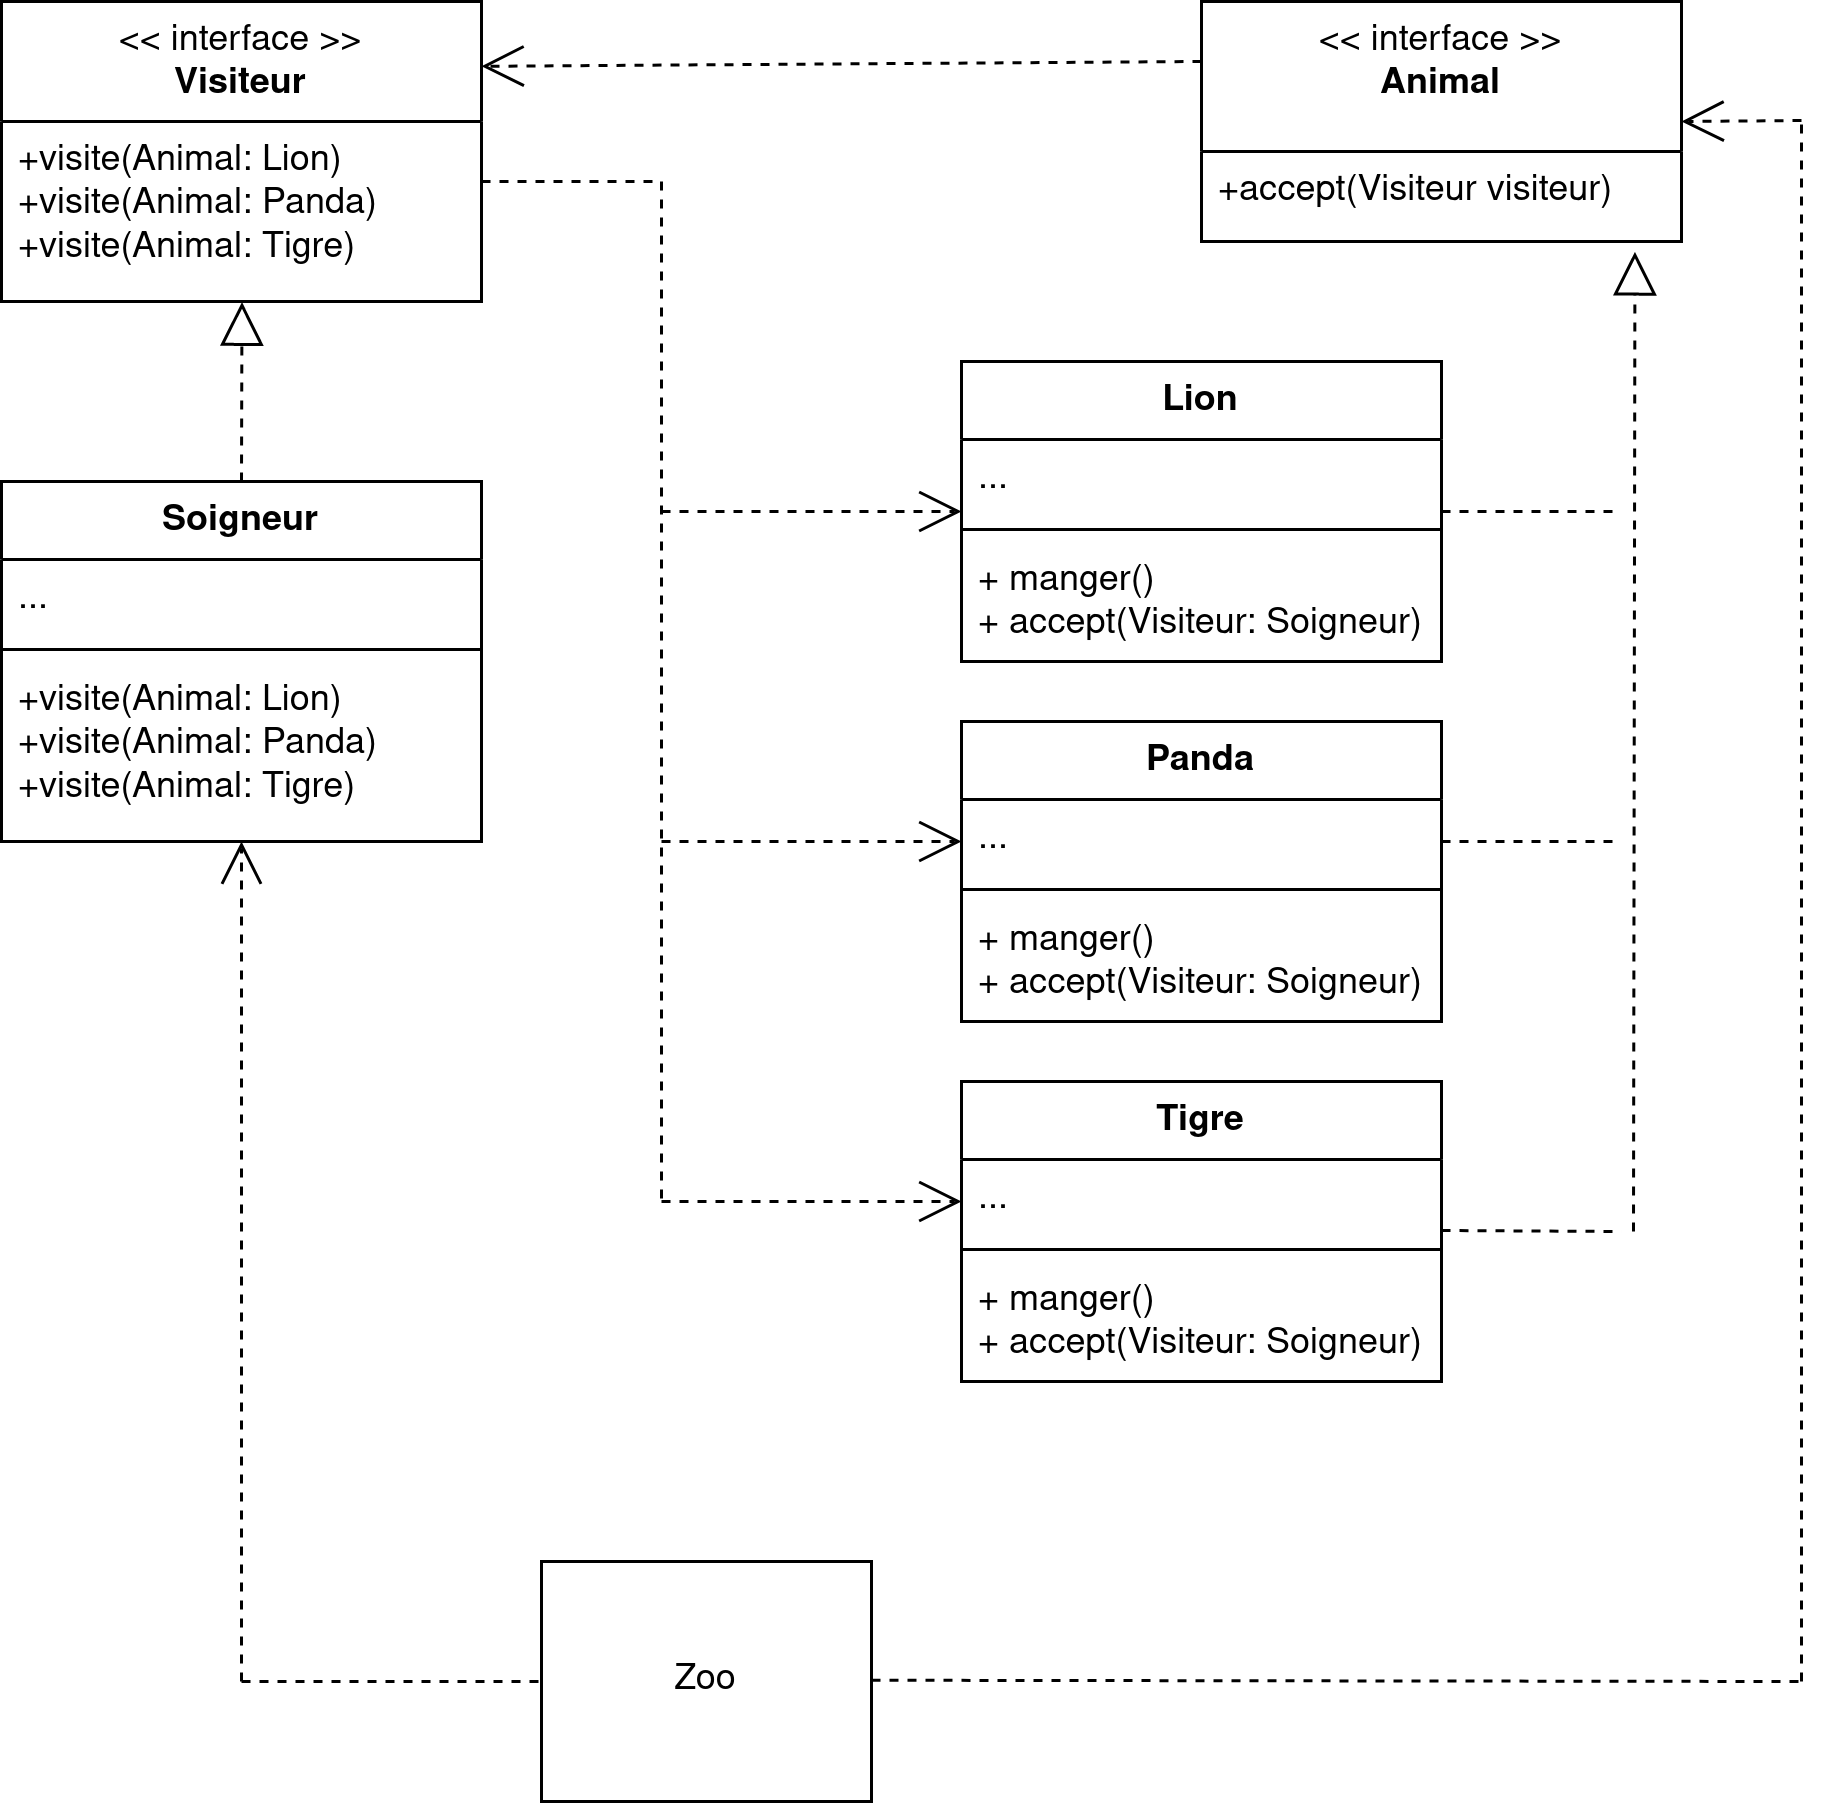 << interface >>
Visiteur
+visite(Animal: Lion)
+visite(Animal: Panda)
+visite(Animal: Tigre)
<< interface >>
Animal
+accept(Visiteur visiteur)
Soigneur
...
+visite(Animal: Lion)
+visite(Animal: Panda)
+visite(Animal: Tigre)
Lion
...
+ manger()
+ accept(Visiteur: Soigneur)
Panda
...
+ manger()
+ accept(Visiteur: Soigneur)
Tigre
...
+ manger()
+ accept(Visiteur: Soigneur)
Zoo